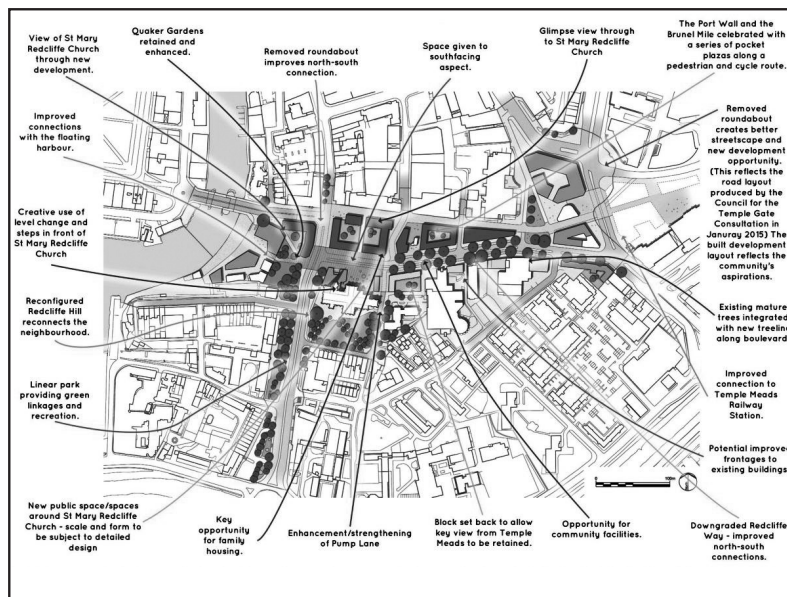 View of St Mary
Redcliffe Church
through new
development.
Quaker Gardens
retained and
enhanced.
Removed roundabout
improves north-south
connection.
Space given to
southfacing
aspect.
Glimpse view through
to St Mary Redcliffe
Church
The Port Wall and the
Brunel Mile celebrated with
a series of pocket
plazas along a
pedestrian and cycle route.
Improved
connections with
the floating
harbour.
Removed
roundabout
creates better
streetscape and
new development
opportunity.
(This reflects the
road layout
produced by the
Council for the
Temple Gate
Consultation in
Januray 2015) The
built development
layout reflects the
community's
aspirations.
Creative use of
level change and
steps in front of
St Mary Redcliffe
Church
Reconfigured
Redcliffe Hill
reconnects the
neighbourhood.
Existing mature
trees integrated
with new treeline
along boulevard
Linear park
providing green
linkages and
recreation.
Improved
connection to
Temple Meads
Railway
Station.
Potential improved
frontages to
existing buildings
New public space/spaces
around St Mary Redcliffe
Church - scale and form to
be subject to detailed
design
Key
opportunity
for family
housing.
Enhancement/strengthening
of Pump Lane
Block set back to allow
key view from Temple
Meads to be retained.
Opportunity for
community facilities.
Downgraded Redcliffe
Way - improved
north-south
connections.
0 100m